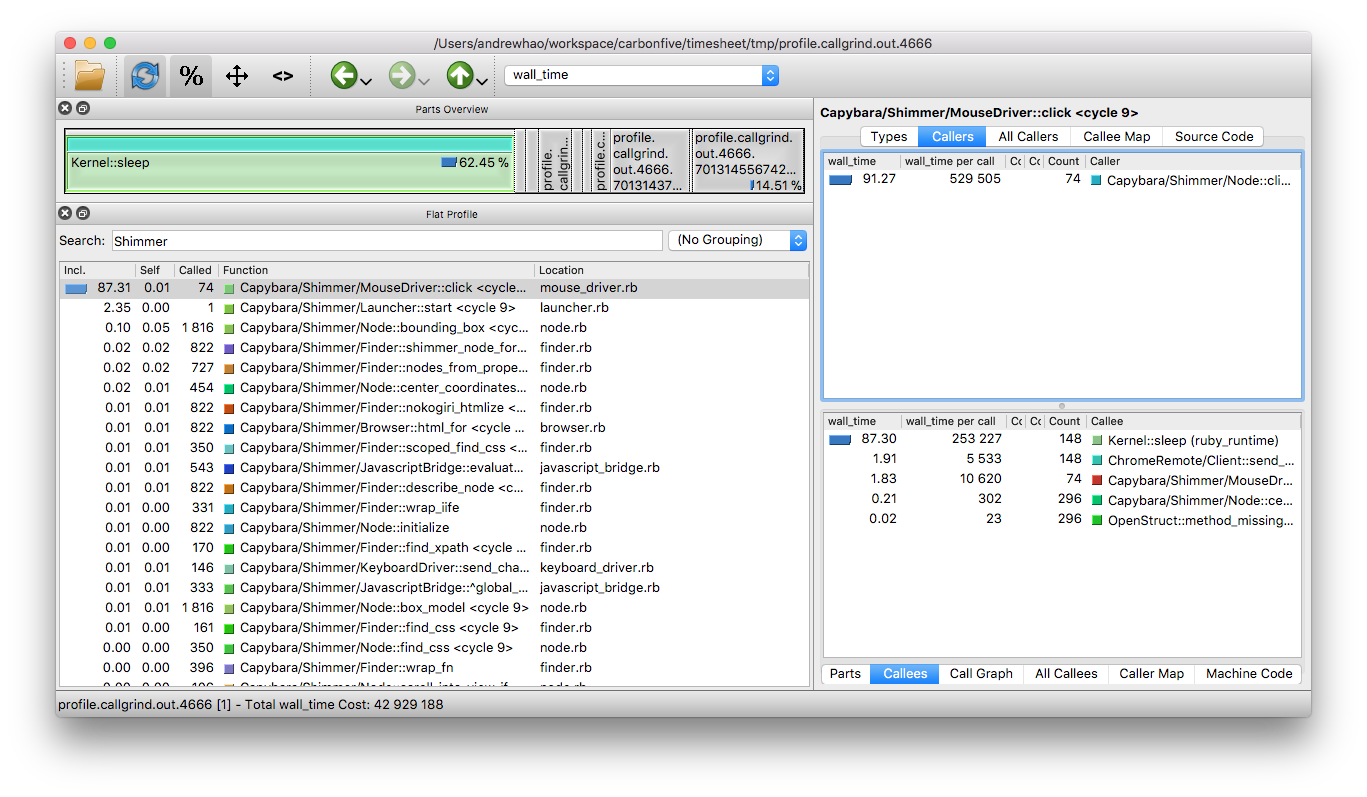 /Users/andrewhao/workspace/carbonfive/timesheet/tmp/profile.callgrind.out.4666
% <> wall_time
Parts Overview
Kernel::sleep 62.45 %
profile. callgrin...
profile.c...
profile. callgrind. out.4666. 70131437...
profile.callgrind. out.4666. 701314556742... 14.51 %
Flat Profile
Search: Shimmer (No Grouping)
Incl. Self Called Function Location
87.31 0.01 74 Capybara/Shimmer/MouseDriver::click <cycle... mouse_driver.rb
2.35 0.00 1 Capybara/Shimmer/Launcher::start <cycle 9> launcher.rb
0.10 0.05 1 816 Capybara/Shimmer/Node::bounding_box <cyc... node.rb
0.02 0.02 822 Capybara/Shimmer/Finder::shimmer_node_for... finder.rb
0.02 0.02 727 Capybara/Shimmer/Finder::nodes_from_prope... finder.rb
0.02 0.01 454 Capybara/Shimmer/Node::center_coordinates... node.rb
0.01 0.01 822 Capybara/Shimmer/Finder::nokogiri_htmlize <... finder.rb
0.01 0.01 822 Capybara/Shimmer/Browser::html_for <cycle ... browser.rb
0.01 0.01 350 Capybara/Shimmer/Finder::scoped_find_css <... finder.rb
0.01 0.01 543 Capybara/Shimmer/JavascriptBridge::evaluat... javascript_bridge.rb
0.01 0.01 822 Capybara/Shimmer/Finder::describe_node <c... finder.rb
0.01 0.00 331 Capybara/Shimmer/Finder::wrap_iife finder.rb
0.01 0.00 822 Capybara/Shimmer/Node::initialize node.rb
0.01 0.00 170 Capybara/Shimmer/Finder::find_xpath <cycle ... finder.rb
0.01 0.01 146 Capybara/Shimmer/KeyboardDriver::send_cha... keyboard_driver.rb
0.01 0.01 333 Capybara/Shimmer/JavascriptBridge::^global_... javascript_bridge.rb
0.01 0.01 1 816 Capybara/Shimmer/Node::box_model <cycle 9> node.rb
0.01 0.00 161 Capybara/Shimmer/Finder::find_css <cycle 9> finder.rb
0.00 0.00 350 Capybara/Shimmer/Node::find_css <cycle 9> node.rb
0.00 0.00 396 Capybara/Shimmer/Finder::wrap_fn finder.rb
profile.callgrind.out.4666 [1] - Total wall_time Cost: 42 929 188
Capybara/Shimmer/MouseDriver::click <cycle 9>
Types Callers All Callers Callee Map Source Code
wall_time wall_time per call Cc Cc Count Caller
91.27 529 505 74 Capybara/Shimmer/Node::cli...
wall_time wall_time per call Cc Cc Count Callee
87.30 253 227 148 Kernel::sleep (ruby_runtime)
1.91 5 533 148 ChromeRemote/Client::send_...
1.83 10 620 74 Capybara/Shimmer/MouseDr...
0.21 302 296 Capybara/Shimmer/Node::ce...
0.02 23 296 OpenStruct::method_missing...
Parts Callees Call Graph All Callees Caller Map Machine Code